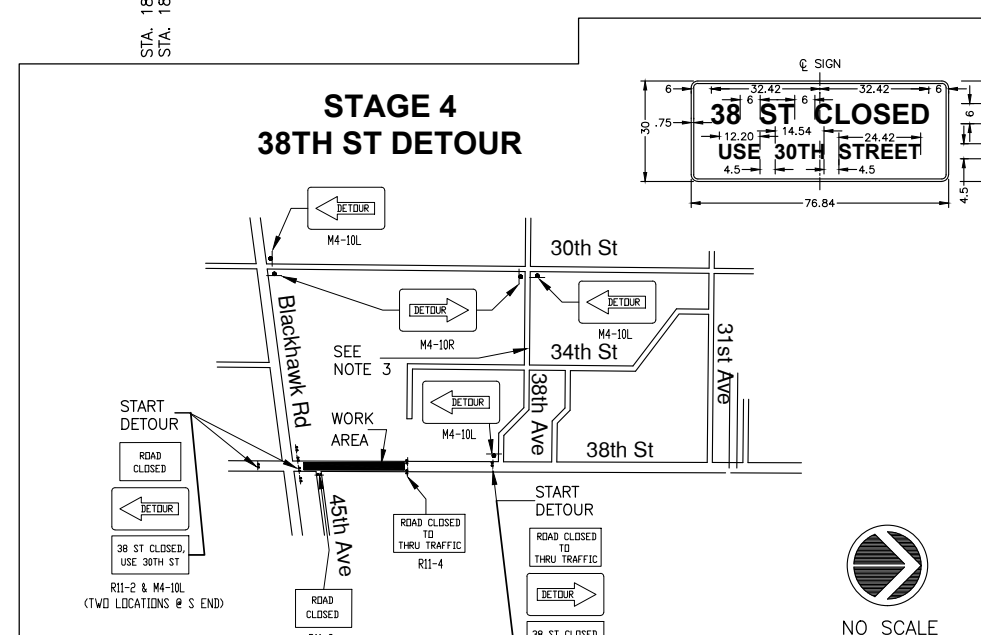 STA. 18
STA. 18
STAGE 4
38TH ST DETOUR
℄ SIGN
6
32.42
32.42
6
6
6
38 ST CLOSED
30
.75
6
14.54
12.20
24.42
USE 30TH STREET
4.5
4.5
4.5
76.84
DETOUR
M4-10L
30th St
DETOUR
M4-10R
DETOUR
M4-10L
Blackhawk Rd
SEE
NOTE 3
34th St
31st Ave
38th Ave
DETOUR
M4-10L
START
DETOUR
WORK
AREA
38th St
ROAD
CLOSED
DETOUR
38 ST CLOSED,
USE 30TH ST
R11-2 & M4-10L
(TWO LOCATIONS @ S END)
45th Ave
ROAD CLOSED
TO
THRU TRAFFIC
R11-4
START
DETOUR
ROAD CLOSED
TO
THRU TRAFFIC
DETOUR
38 ST CLOSED
ROAD
CLOSED
NO SCALE